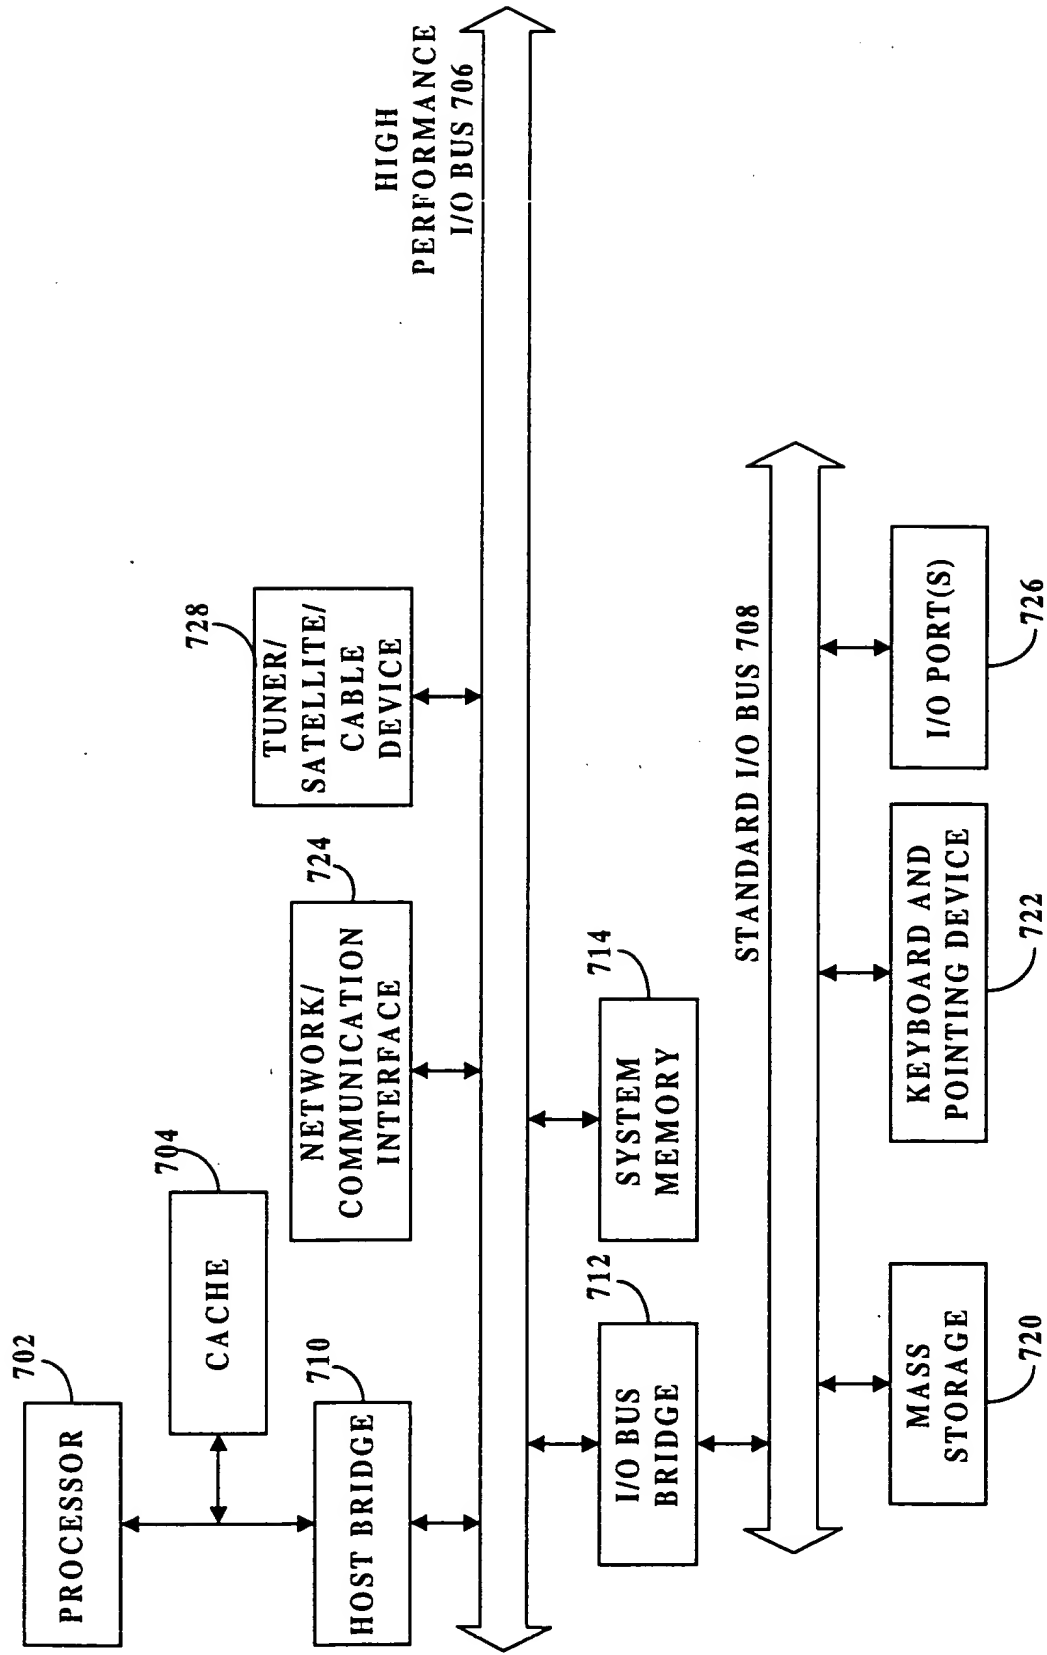 702
PROCESSOR
704
CACHE
710
HOST BRIDGE
724
NETWORK/
COMMUNICATION
INTERFACE
728
TUNER/
SATELLITE/
CABLE
DEVICE
HIGH
PERFORMANCE
I/O BUS 706
712
I/O BUS
BRIDGE
714
SYSTEM
MEMORY
STANDARD I/O BUS 708
MASS
STORAGE
720
KEYBOARD AND
POINTING DEVICE
722
I/O PORT(S)
726